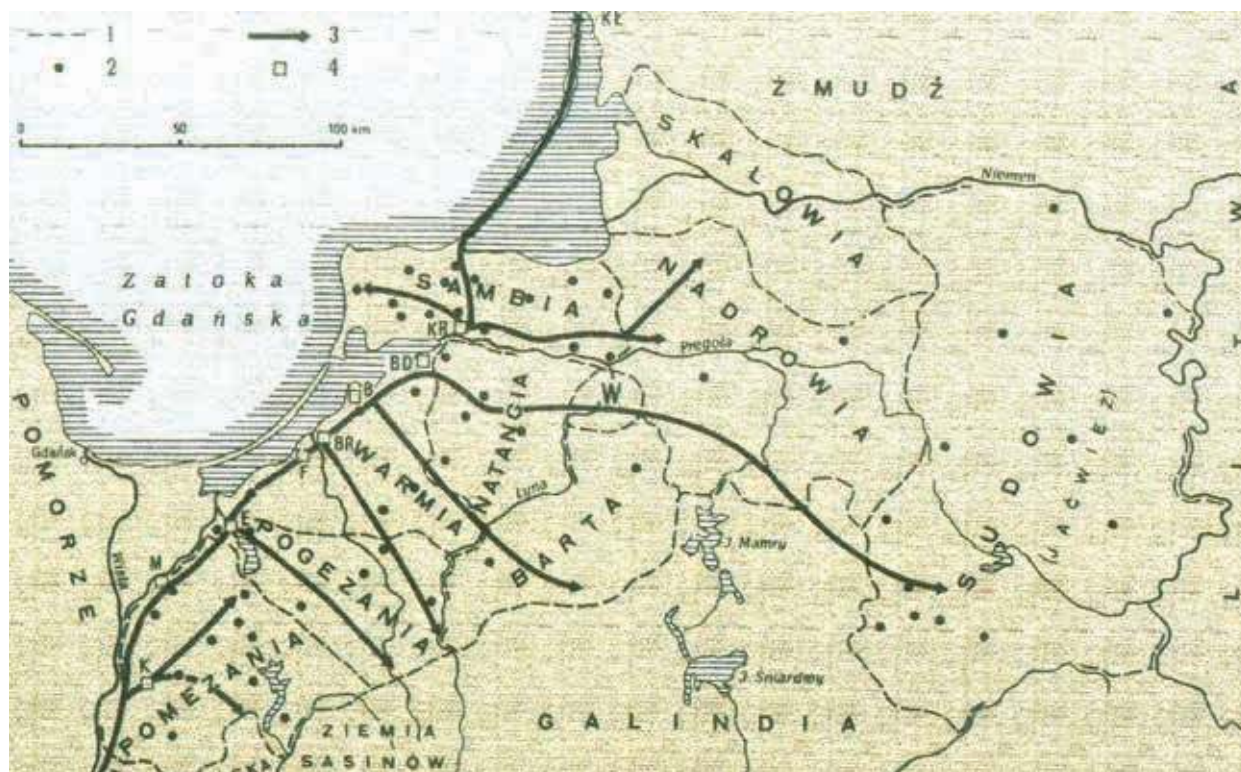 1
2
3
4
0 50 100 km
KŁ
ŻMUDŹ
SKALOWIA
Niemen
Zatoka
Gdańska
SAMBIA
NADROWIA
KR
Pregoła
BD
B
W
NATANGIA
SUDOWIA
(JAĆWIEŻ)
LITWA
POMORZE
Gdańsk
BR
F
WARMIA
Łyna
BARTA
E
POGEZANIA
J. Mamry
Wisła
M
K
POMEZANIA
J. Śniardwy
GALINDIA
ZIEMIA
SASINÓW